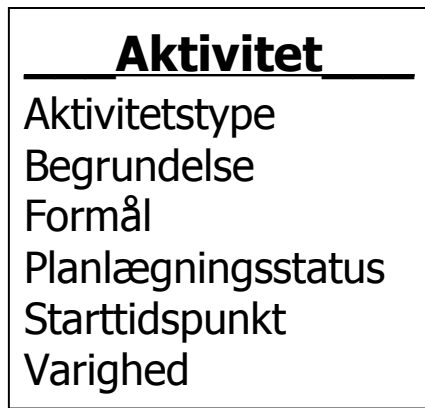 Aktivitet
Aktivitetstype
Begrundelse
Formål
Planlægningsstatus
Starttidspunkt
Varighed